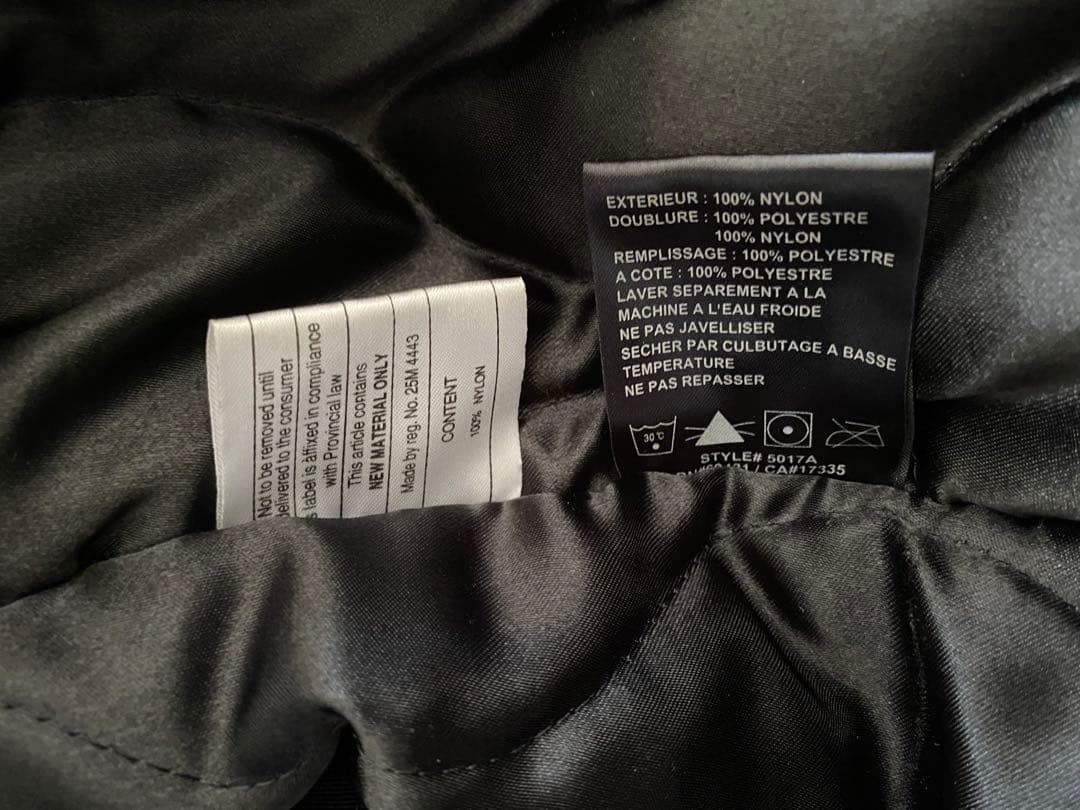 Not to be removed until
delivered to the consumer
label is affixed in compliance
with Provincial law
This article contains
NEW MATERIAL ONLY
Made by reg. No. 25M 4443
CONTENT
100% NYLON
EXTERIEUR : 100% NYLON
DOUBLURE : 100% POLYESTRE
100% NYLON
REMPLISSAGE : 100% POLYESTRE
A COTE : 100% POLYESTRE
LAVER SEPAREMENT A LA
MACHINE A L'EAU FROIDE
NE PAS JAVELLISER
SECHER PAR CULBUTAGE A BASSE
TEMPERATURE
NE PAS REPASSER
30°C
STYLE# 5017A
/ CA#17335